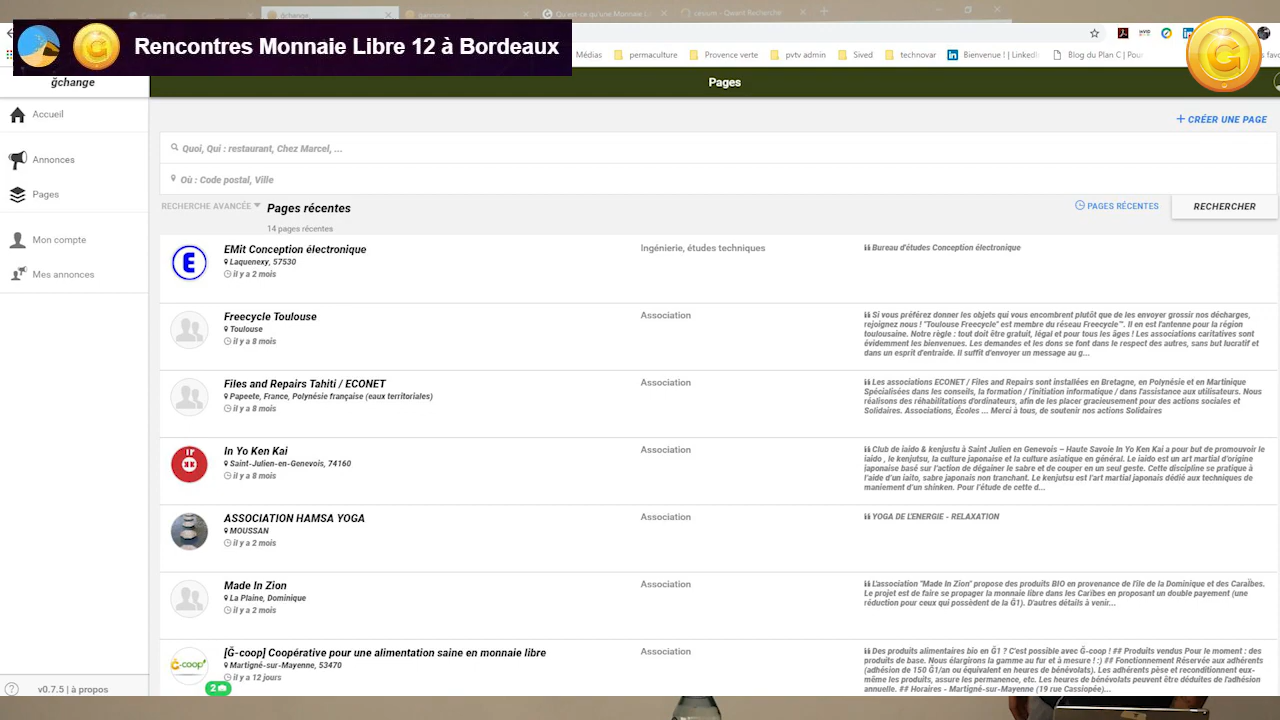 ğchange.
Qu'est-ce qu'une Monnaie L
Rencontres Monnaie Libre 12 à Bordeaux
Médias
permaculture
Provence verte
pvtv admin
Sived
technovar
Bienvenue ! | LinkedIn
Blog du Plan C | Pour
ğchange
Pages
Accueil
Annonces
Pages
Mon compte
Mes annonces
+ CRÉER UNE PAGE
Quoi, Qui : restaurant, Chez Marcel, ...
Où : Code postal, Ville
RECHERCHE AVANCÉE
Pages récentes
PAGES RÉCENTES
RECHERCHER
14 pages récentes
EMit Conception électronique
Laquenexy, 57530
il y a 2 mois
Ingénierie, études techniques
Bureau d'études Conception électronique
Freecycle Toulouse
Toulouse
il y a 8 mois
Association
Si vous préférez donner les objets qui vous encombrent plutôt que de les envoyer grossir nos décharges,
rejoignez nous ! "Toulouse Freecycle" est membre du réseau Freecycle™. Il en est l'antenne pour la région
toulousaine. Notre règle : tout doit être gratuit, légal et pour tous les âges ! Les associations caritatives sont
évidemment les bienvenues. Les demandes et les dons se font dans le respect des autres, sans but lucratif et
dans un esprit d'entraide. Il suffit d'envoyer un message au g...
Files and Repairs Tahiti / ECONET
Papeete, France, Polynésie française (eaux territoriales)
il y a 8 mois
Association
Les associations ECONET / Files and Repairs sont installées en Bretagne, en Polynésie et en Martinique
Spécialisées dans les conseils, la formation / l'initiation informatique / dans l'assistance aux utilisateurs. Nous
réalisons des réhabilitations d'ordinateurs, afin de les placer gracieusement pour des actions sociales et
Solidaires. Associations, Écoles ... Merci à tous, de soutenir nos actions Solidaires
In Yo Ken Kai
Saint-Julien-en-Genevois, 74160
il y a 8 mois
Association
Club de iaido & kenjustu à Saint Julien en Genevois – Haute Savoie In Yo Ken Kai a pour but de promouvoir le
iaido , le kenjutsu, la culture japonaise et la culture asiatique en général. Le iaido est un art martial d'origine
japonaise basé sur l'action de dégainer le sabre et de couper en un seul geste. Cette discipline se pratique à
l'aide d'un iaito, sabre japonais non tranchant. Le kenjutsu est l'art martial japonais dédié aux techniques de
maniement d'un shinken. Pour l'étude de cette d...
ASSOCIATION HAMSA YOGA
MOUSSAN
il y a 2 mois
Association
YOGA DE L'ENERGIE - RELAXATION
Made In Zion
La Plaine, Dominique
il y a 2 mois
Association
L'association "Made In Zion" propose des produits BIO en provenance de l'île de la Dominique et des Caraïbes.
Le projet est de faire se propager la monnaie libre dans les Caribes en proposant un double payement (une
réduction pour ceux qui possèdent de la Ğ1). D'autres détails à venir...
Ğ-coop
[Ğ-coop] Coopérative pour une alimentation saine en monnaie libre
Martigné-sur-Mayenne, 53470
il y a 12 jours
2
Association
Des produits alimentaires bio en Ğ1 ? C'est possible avec Ğ-coop ! ## Produits vendus Pour le moment : des
produits de base. Nous élargirons la gamme au fur et à mesure ! :) ## Fonctionnement Réservée aux adhérents
(adhésion de 150 Ğ1/an ou équivalent en heures de bénévolats). Les adhérents pèse et reconditionnent eux-
même les produits, assure les permanence, etc. Les heures de bénévolats peuvent être déduites de l'adhésion
annuelle. ## Horaires - Martigné-sur-Mayenne (19 rue Cassiopée)...
v0.7.5 | à propos